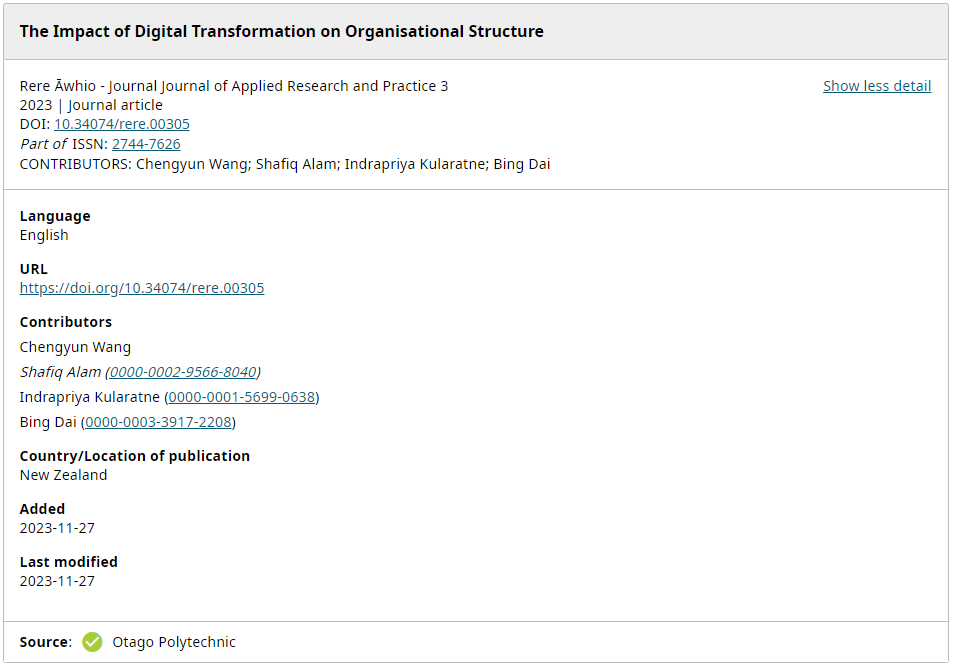 The Impact of Digital Transformation on Organisational Structure
Rere Āwhio - Journal Journal of Applied Research and Practice 3
Show less detail
2023 | Journal article
DOI: 10.34074/rere.00305
Part of ISSN: 2744-7626
CONTRIBUTORS: Chengyun Wang; Shafiq Alam; Indrapriya Kularatne; Bing Dai
Language
English
URL
https://doi.org/10.34074/rere.00305
Contributors
Chengyun Wang
Shafiq Alam (0000-0002-9566-8040)
Indrapriya Kularatne (0000-0001-5699-0638)
Bing Dai (0000-0003-3917-2208)
Country/Location of publication
New Zealand
Added
2023-11-27
Last modified
2023-11-27
Source: Otago Polytechnic